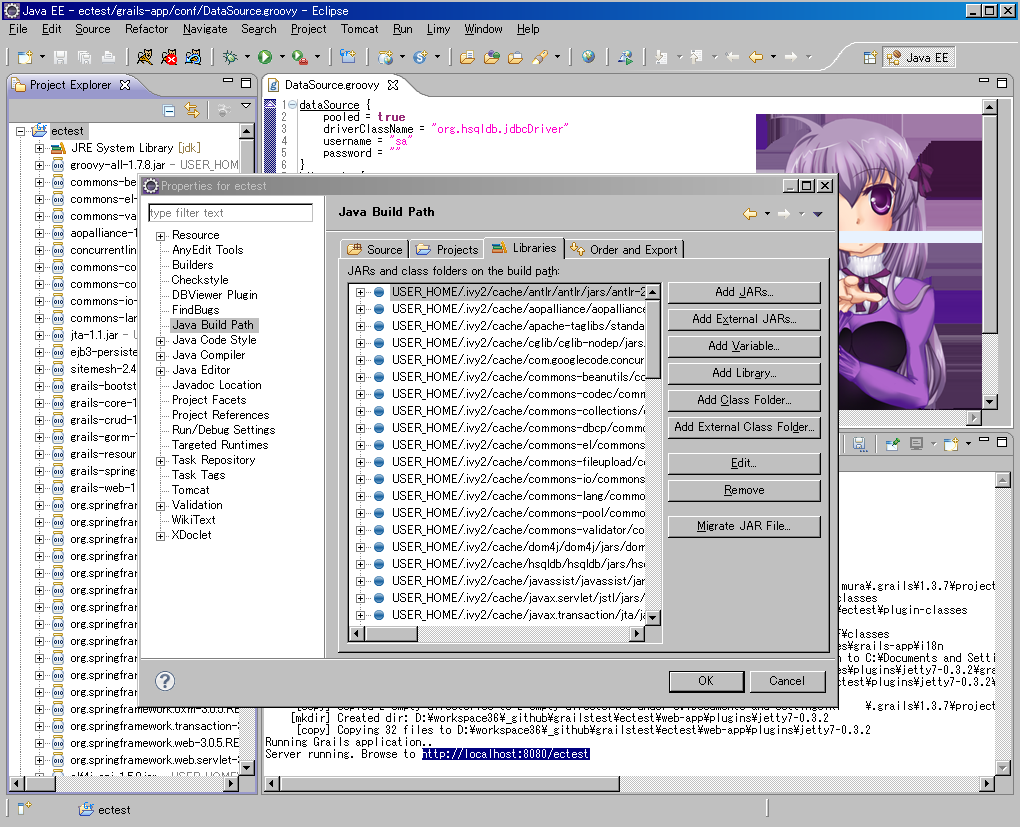 Java EE - ectest/grails-app/conf/DataSource.groovy - Eclipse
File Edit Source Refactor Navigate Search Project Tomcat Run Limy Window Help
Java EE
Project Explorer
DataSource.groovy
ectest
JRE System Library [jdk]
groovy-all-1.7.8.jar - USER_HOM
commons-be
commons-el-
commons-va
aopalliance-1
concurrentlin
commons-co
commons-co
commons-io-
commons-lan
jta-1.1.jar -
ejb3-persiste
sitemesh-2.4
grails-bootst
grails-core-1
grails-crud-1
grails-gorm-1
grails-resour
grails-spring-
grails-web-1
org.springfrar
org.springfrar
org.springfrar
org.springfrar
org.springfrar
org.springfrar
org.springfrar
org.springfrar
org.springfrar
org.springfrar
org.springfrar
org.springfrar
org.springframework.oxm-3.0.5.RE
org.springframework.transaction-3
org.springframework.web-3.0.5.RE
org.springframework.web.servlet-
1 dataSource {
2 pooled = true
3 driverClassName = "org.hsqldb.jdbcDriver"
4 username = "sa"
5 password = ""
6 }
Properties for ectest
type filter text
Resource
AnyEdit Tools
Builders
Checkstyle
DBViewer Plugin
FindBugs
Java Build Path
Java Code Style
Java Compiler
Java Editor
Javadoc Location
Project Facets
Project References
Run/Debug Settings
Targeted Runtimes
Task Repository
Task Tags
Tomcat
Validation
WikiText
XDoclet
Java Build Path
Source Projects Libraries Order and Export
JARs and class folders on the build path:
USER_HOME/.ivy2/cache/antlr/antlr/jars/antlr-2
USER_HOME/.ivy2/cache/aopalliance/aopalliance
USER_HOME/.ivy2/cache/apache-taglibs/standa
USER_HOME/.ivy2/cache/cglib/cglib-nodep/jars.
USER_HOME/.ivy2/cache/com.googlecode.concur
USER_HOME/.ivy2/cache/commons-beanutils/co
USER_HOME/.ivy2/cache/commons-codec/comm
USER_HOME/.ivy2/cache/commons-collections/c
USER_HOME/.ivy2/cache/commons-dbcp/commo
USER_HOME/.ivy2/cache/commons-el/commons
USER_HOME/.ivy2/cache/commons-fileupload/co
USER_HOME/.ivy2/cache/commons-io/commons
USER_HOME/.ivy2/cache/commons-lang/commo
USER_HOME/.ivy2/cache/commons-pool/commo
USER_HOME/.ivy2/cache/commons-validator/co
USER_HOME/.ivy2/cache/dom4j/dom4j/jars/dom
USER_HOME/.ivy2/cache/hsqldb/hsqldb/jars/hsc
USER_HOME/.ivy2/cache/javassist/javassist/jar
USER_HOME/.ivy2/cache/javax.servlet/jstl/jars/
USER_HOME/.ivy2/cache/javax.transaction/jta/ja
Add JARs...
Add External JARs...
Add Variable...
Add Library...
Add Class Folder...
Add External Class Folder...
Edit...
Remove
Migrate JAR File...
OK Cancel
mura¥.grails¥1.3.7¥project
classes
¥ectest¥plugin-classes
¥classes
es¥grails-app¥i18n
n to C:¥Documents and Setti
es¥plugins¥jetty7-0.3.2¥gra
ctest¥plugins¥jetty7-0.3.2¥
¥.grails¥1.3.7¥project
[mkdir] Created dir: D:¥workspace36¥_github¥grailstest¥ectest¥web-app¥plugins¥jetty7-0.3.2
[copy] Copying 32 files to D:¥workspace36¥_github¥grailstest¥ectest¥web-app¥plugins¥jetty7-0.3.2
Running Grails application..
Server running. Browse to http://localhost:8080/ectest
ectest